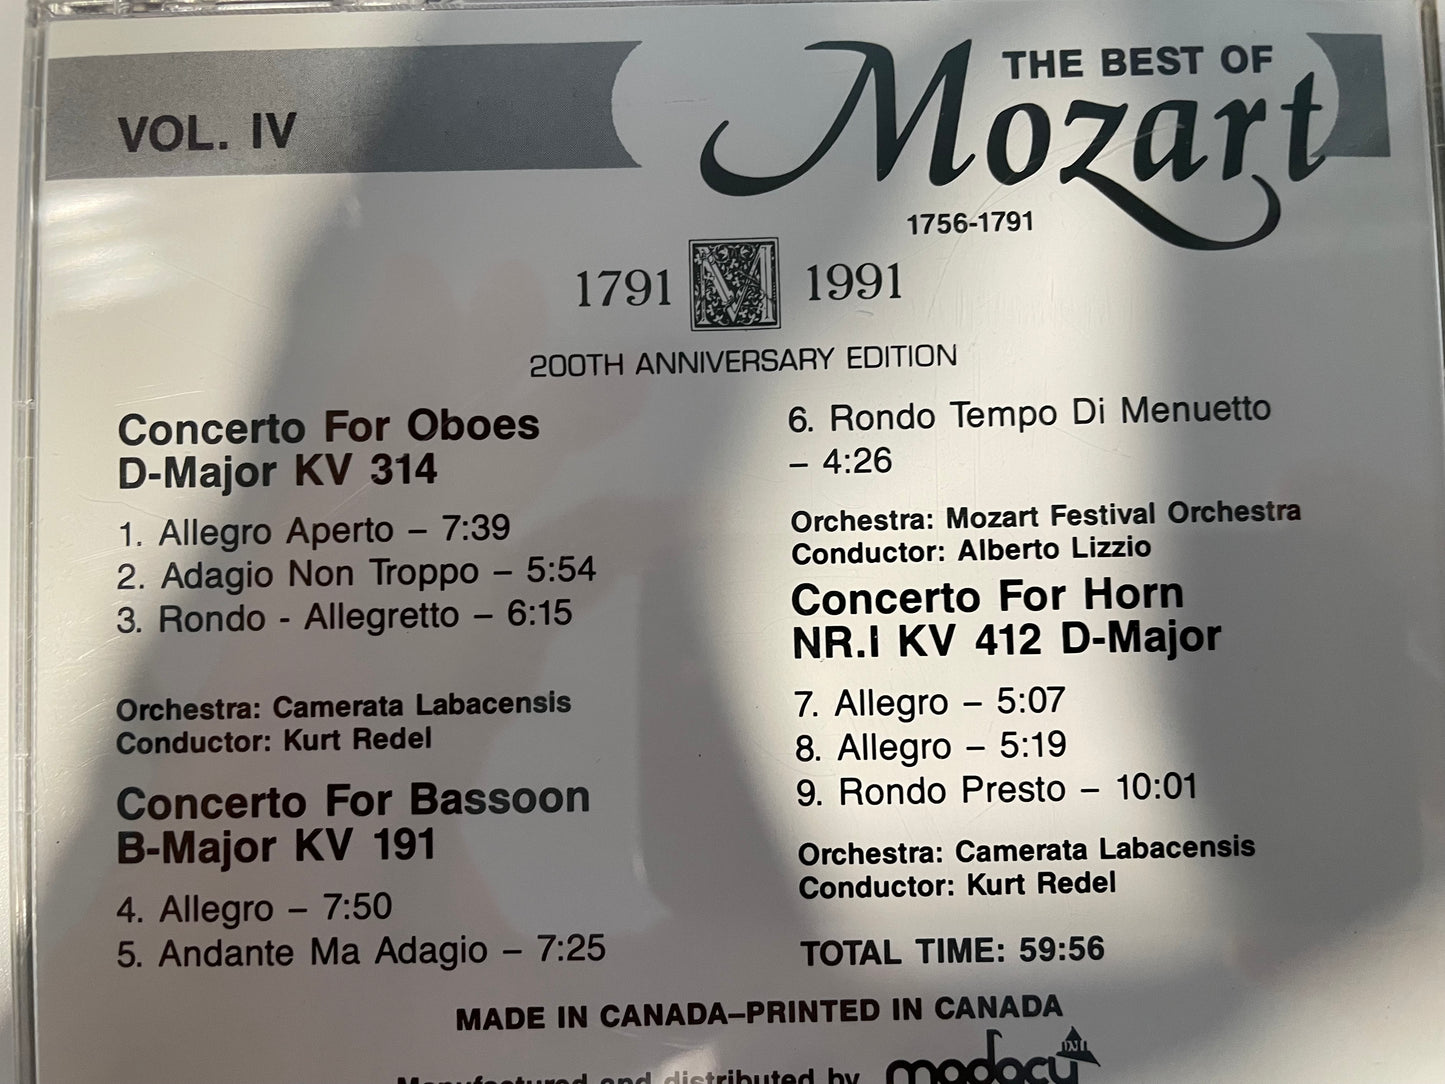 VOL. IV
THE BEST OF
Mozart
1756-1791
1791 M 1991
200TH ANNIVERSARY EDITION
Concerto For Oboes
D-Major KV 314
1. Allegro Aperto – 7:39
2. Adagio Non Troppo – 5:54
3. Rondo - Allegretto – 6:15
Orchestra: Camerata Labacensis
Conductor: Kurt Redel
Concerto For Bassoon
B-Major KV 191
4. Allegro – 7:50
5. Andante Ma Adagio – 7:25
6. Rondo Tempo Di Menuetto
– 4:26
Orchestra: Mozart Festival Orchestra
Conductor: Alberto Lizzio
Concerto For Horn
NR.I KV 412 D-Major
7. Allegro – 5:07
8. Allegro – 5:19
9. Rondo Presto – 10:01
Orchestra: Camerata Labacensis
Conductor: Kurt Redel
TOTAL TIME: 59:56
MADE IN CANADA–PRINTED IN CANADA
Manufactured and distributed by madacy